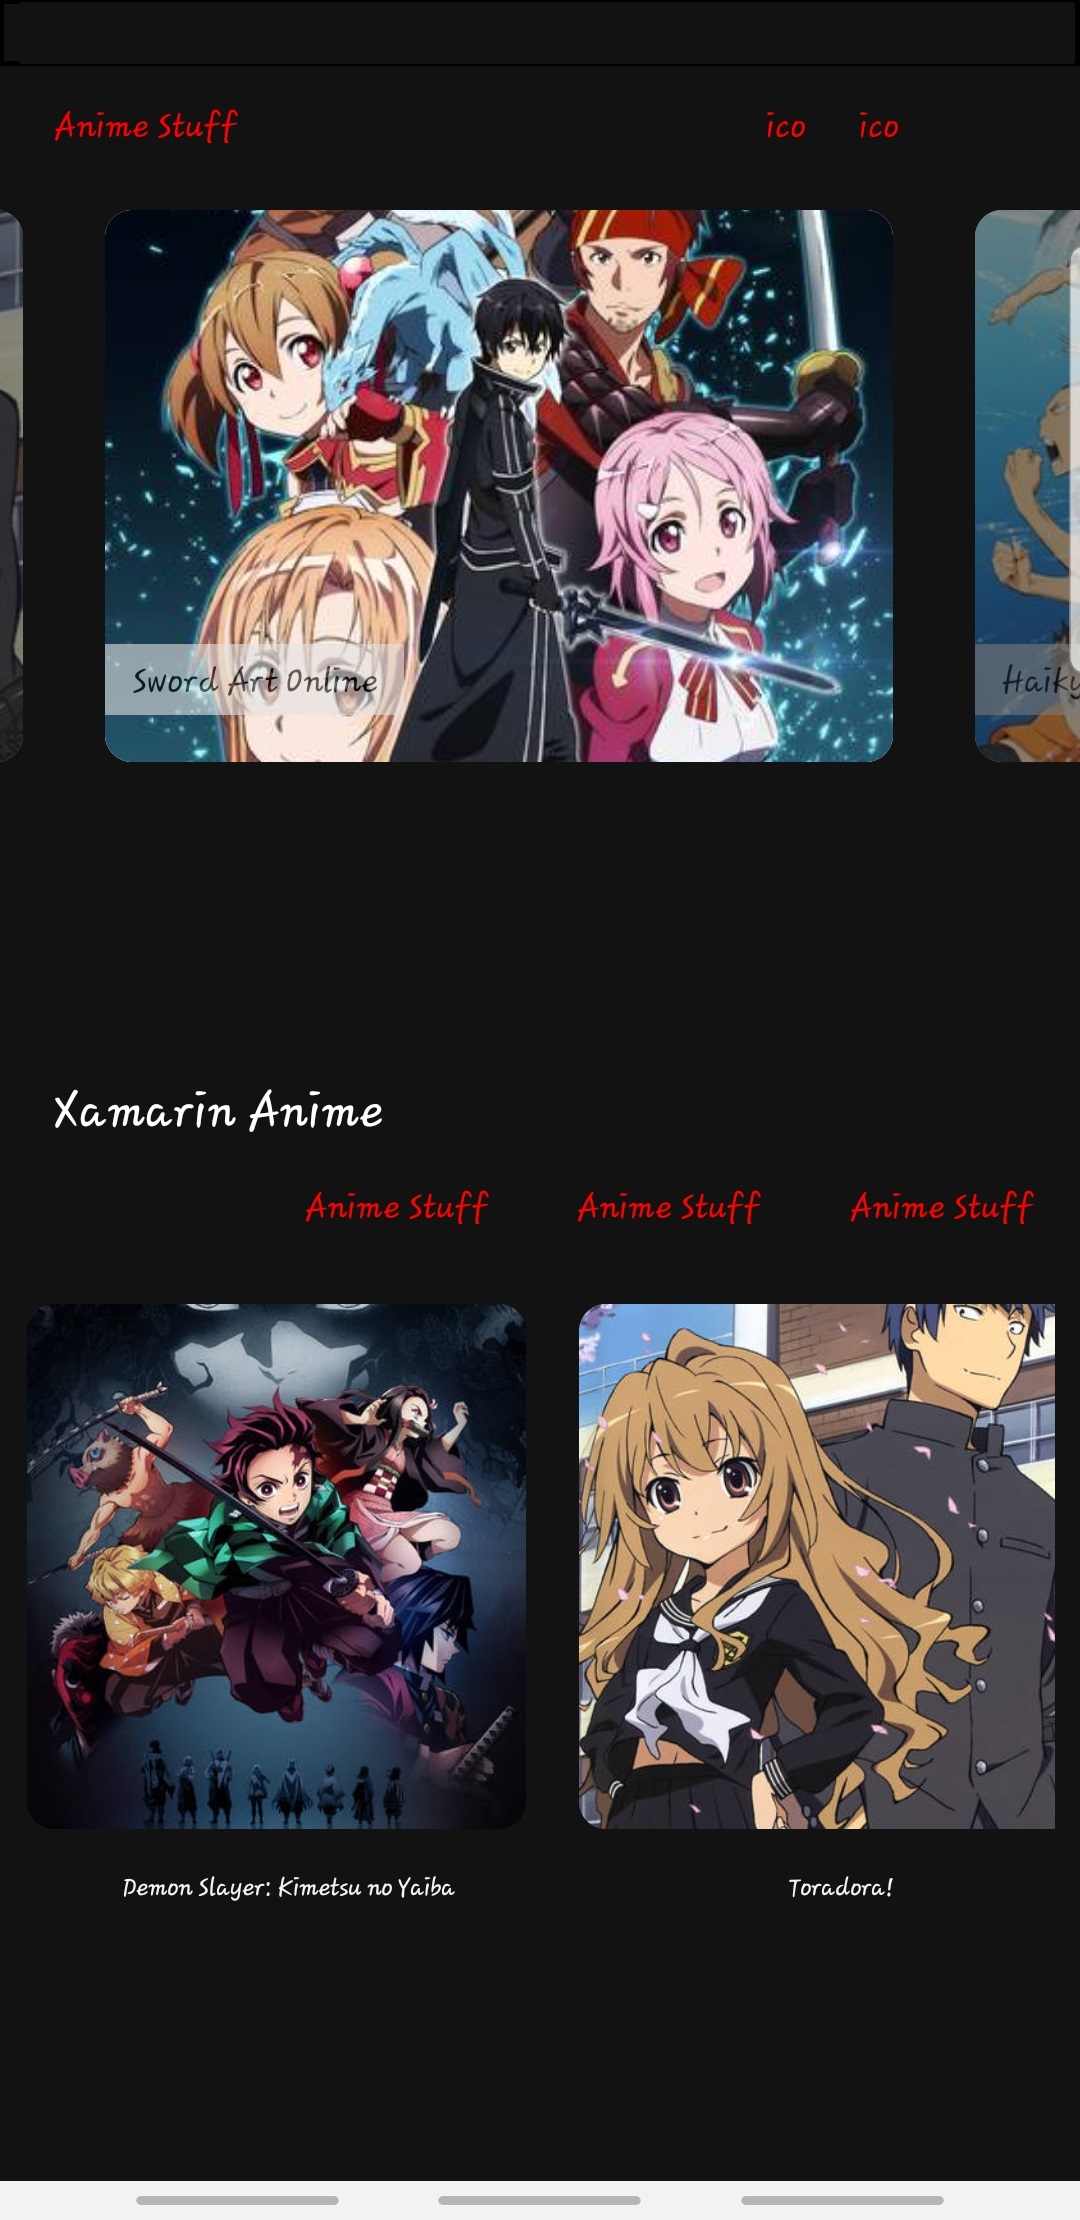 Anime Stuff ico ico
Sword Art Online
Haiky
Xamarin Anime
Anime Stuff Anime Stuff Anime Stuff
Demon Slayer: Kimetsu no Yaiba
Toradora!